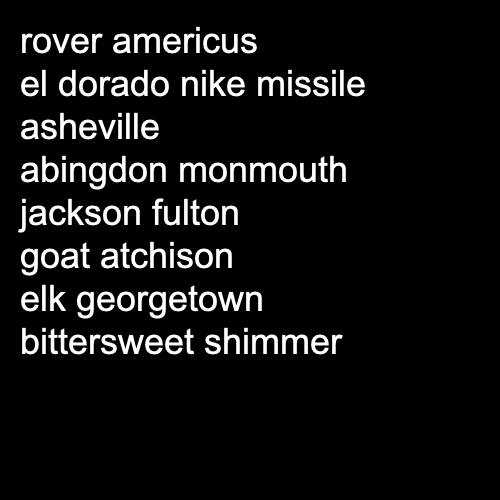 rover americus
el dorado nike missile
asheville
abingdon monmouth
jackson fulton
goat atchison
elk georgetown
bittersweet shimmer